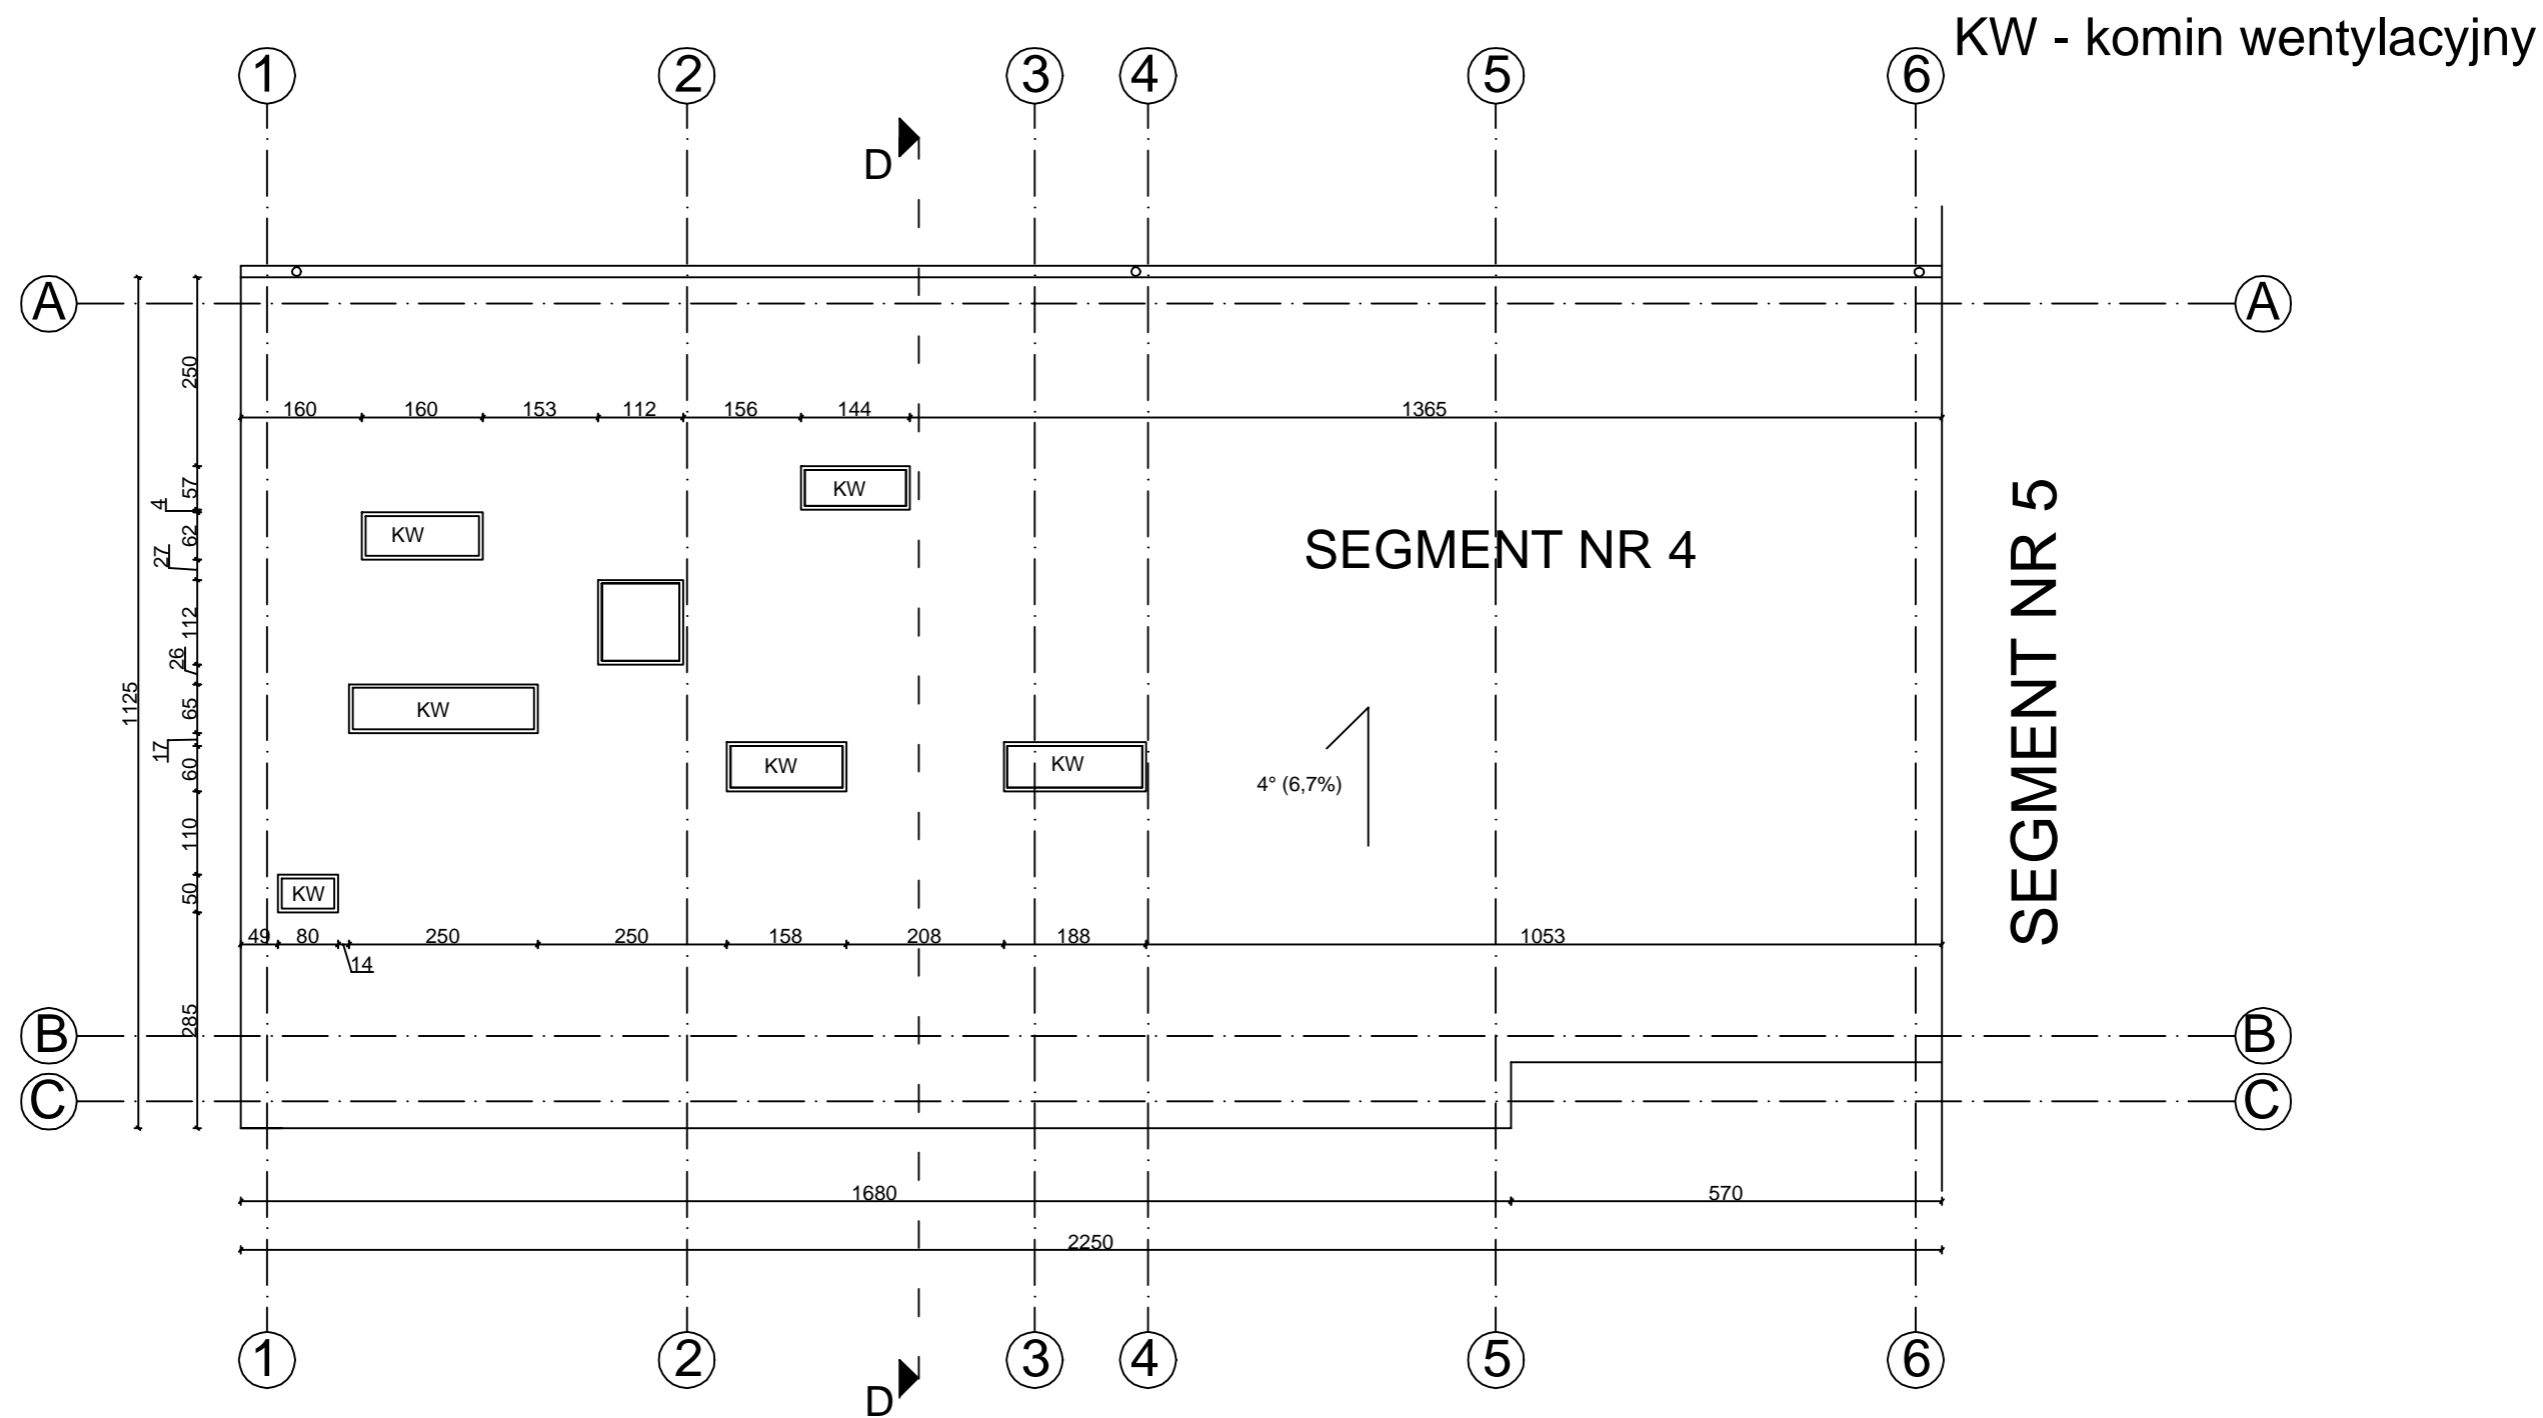 KW - komin wentylacyjny
1
2
3
4
5
6
D
A
A
250
160
160
153
112
156
144
1365
57
4
KW
62
KW
27
SEGMENT NR 4
SEGMENT NR 5
112
26
1125
65
KW
17
60
KW
KW
4° (6,7%)
110
50
KW
49
80
250
250
158
208
188
1053
14
285
B
B
C
C
1680
570
2250
1
2
3
4
5
6
D